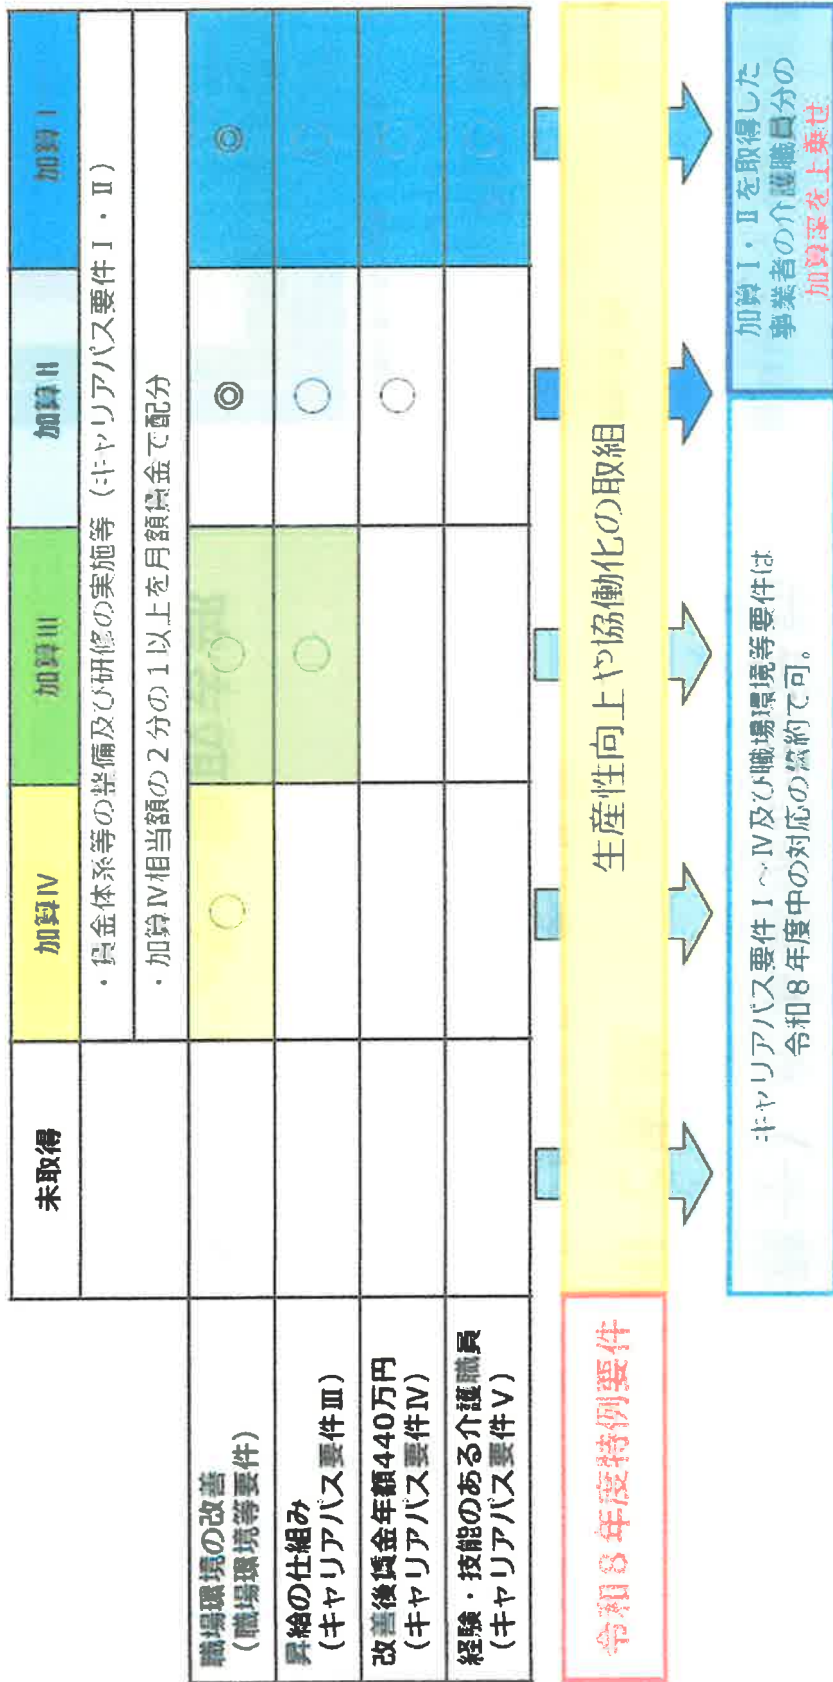 未取得
加算Ⅳ
加算Ⅲ
加算Ⅱ
加算Ⅰ
・賃金体系等の整備及び研修の実施等（キャリアパス要件Ⅰ・Ⅱ）
・加算Ⅳ相当額の２分の１以上を月額賃金で配分
職場環境の改善
（職場環境等要件）
○
○
◎
◎
昇給の仕組み
（キャリアパス要件Ⅲ）
○
○
○
改善後賃金年額440万円
（キャリアパス要件Ⅳ）
○
○
経験・技能のある介護職員
（キャリアパス要件Ⅴ）
○
令和８年度特例要件
生産性向上や協働化の取組
キャリアパス要件Ⅰ～Ⅳ及び職場環境等要件は
令和８年度中の対応の誓約で可。
加算Ⅰ・Ⅱを取得した
事業者の介護職員分の
加算率を上乗せ